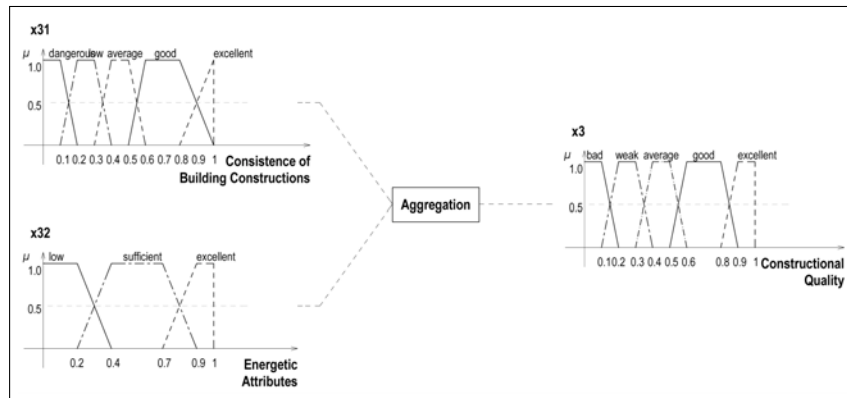 x31
μ dangerous low average good excellent
1.0
0.5
0.1 0.2 0.3 0.4 0.5 0.6 0.7 0.8 0.9 1 Consistence of
Building Constructions
x32
μ low sufficient excellent
1.0
0.5
0.2 0.4 0.7 0.9 1 Energetic
Attributes
Aggregation
x3
μ bad weak average good excellent
1.0
0.5
0.1 0.2 0.3 0.4 0.5 0.6 0.8 0.9 1 Constructional
Quality